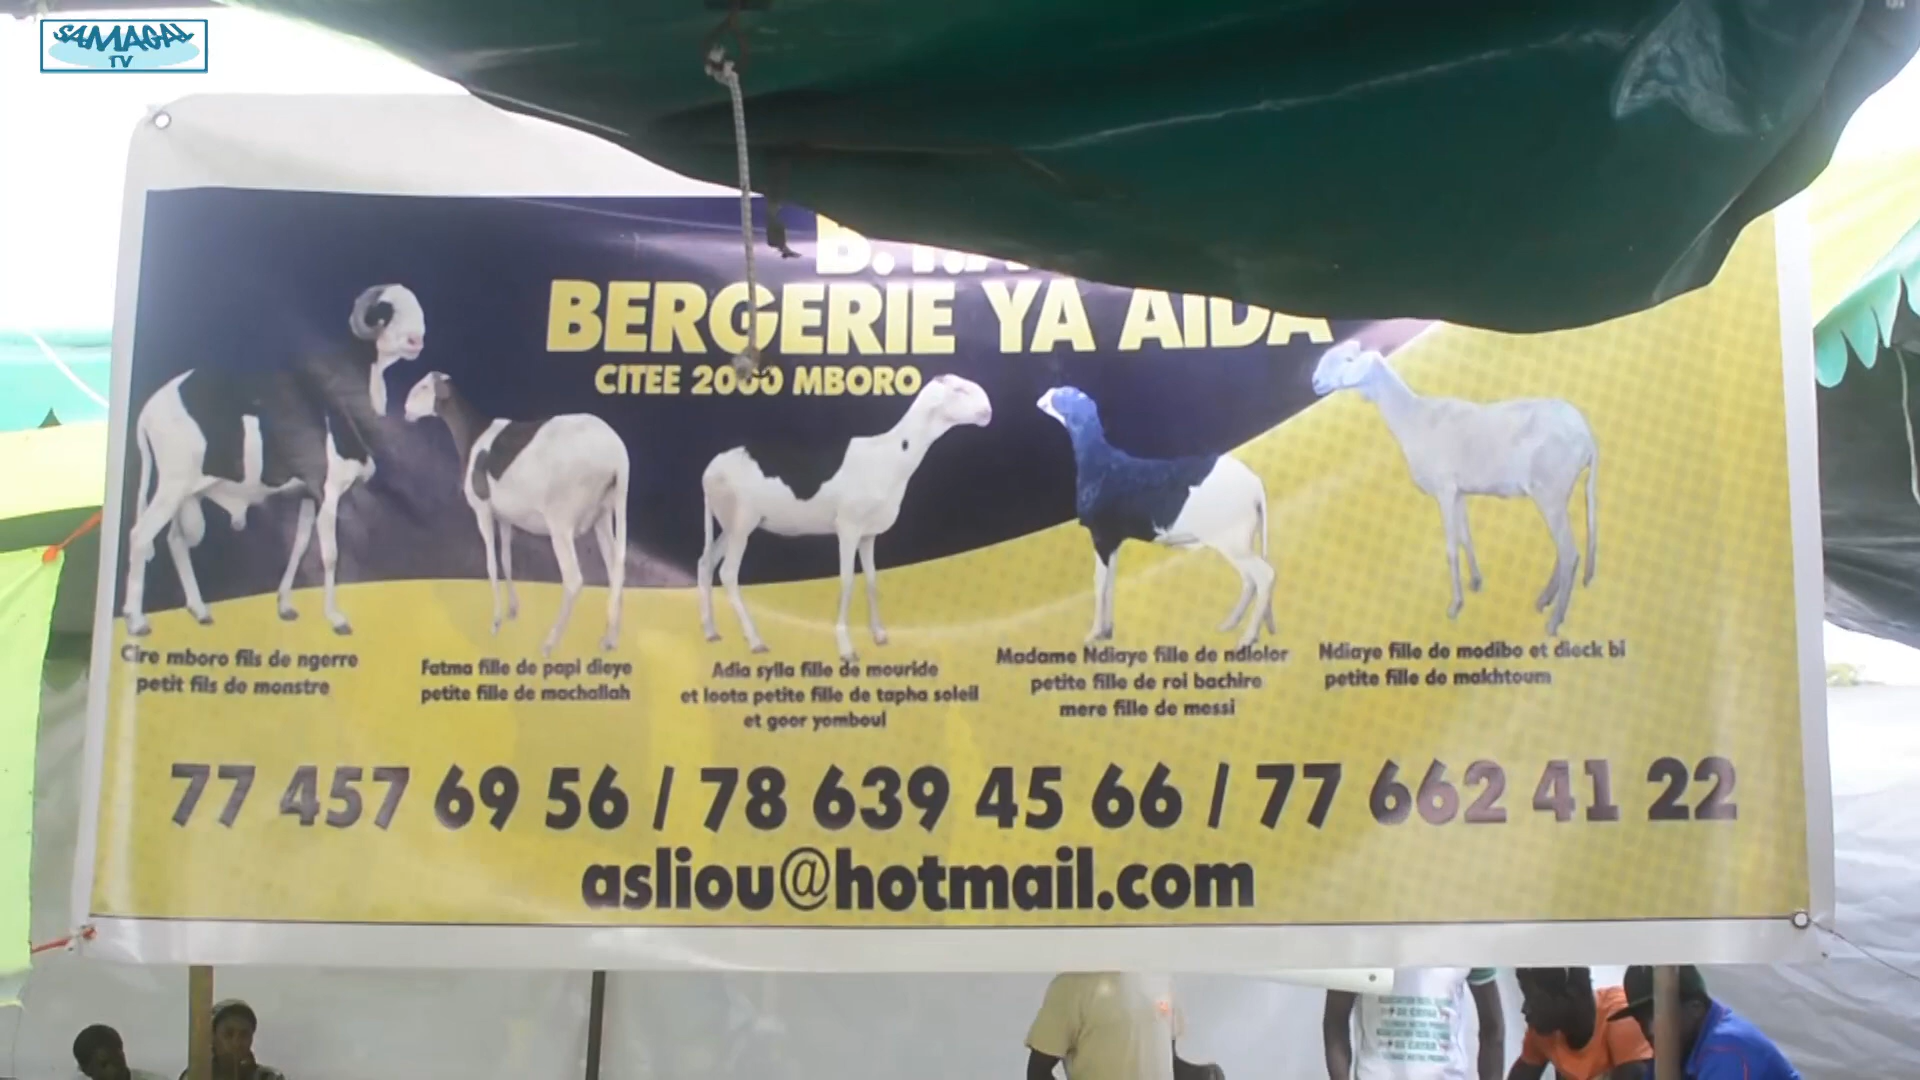 SAMAGAL
TV
BERGERIE YA AIDA
CITEE 2000 MBORO
Cire mboro fils de ngerre
petit fils de monstre
Fatma fille de papi dieye
petite fille de machallah
Adia sylla fille de mouride
et loota petite fille de tapha soleil
et goor yomboul
Madame Ndiaye fille de ndiolor
petite fille de roi bachire
mere fille de messi
Ndiaye fille de modibo et dieck bi
petite fille de makhtoum
77 457 69 56 / 78 639 45 66 / 77 662 41 22
asliou@hotmail.com